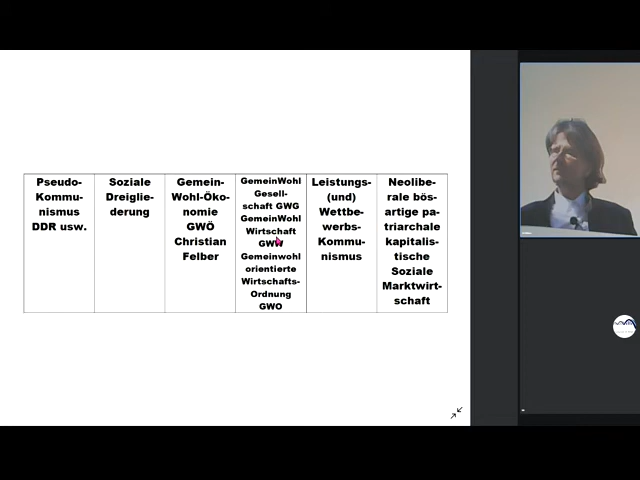 Pseudo-
Kommu-
nismus
DDR usw.
Soziale
Dreiglie-
derung
Gemein-
Wohl-Öko-
nomie
GWÖ
Christian
Felber
GemeinWohl
Gesell-
schaft GWG
GemeinWohl
Wirtschaft
GWW
Gemeinwohl
orientierte
Wirtschafts-
Ordnung
GWO
Leistungs-
(und)
Wettbe-
werbs-
Kommu-
nismus
Neolibe-
rale bös-
artige pa-
triarchale
kapitalis-
tische
Soziale
Marktwirt-
schaft